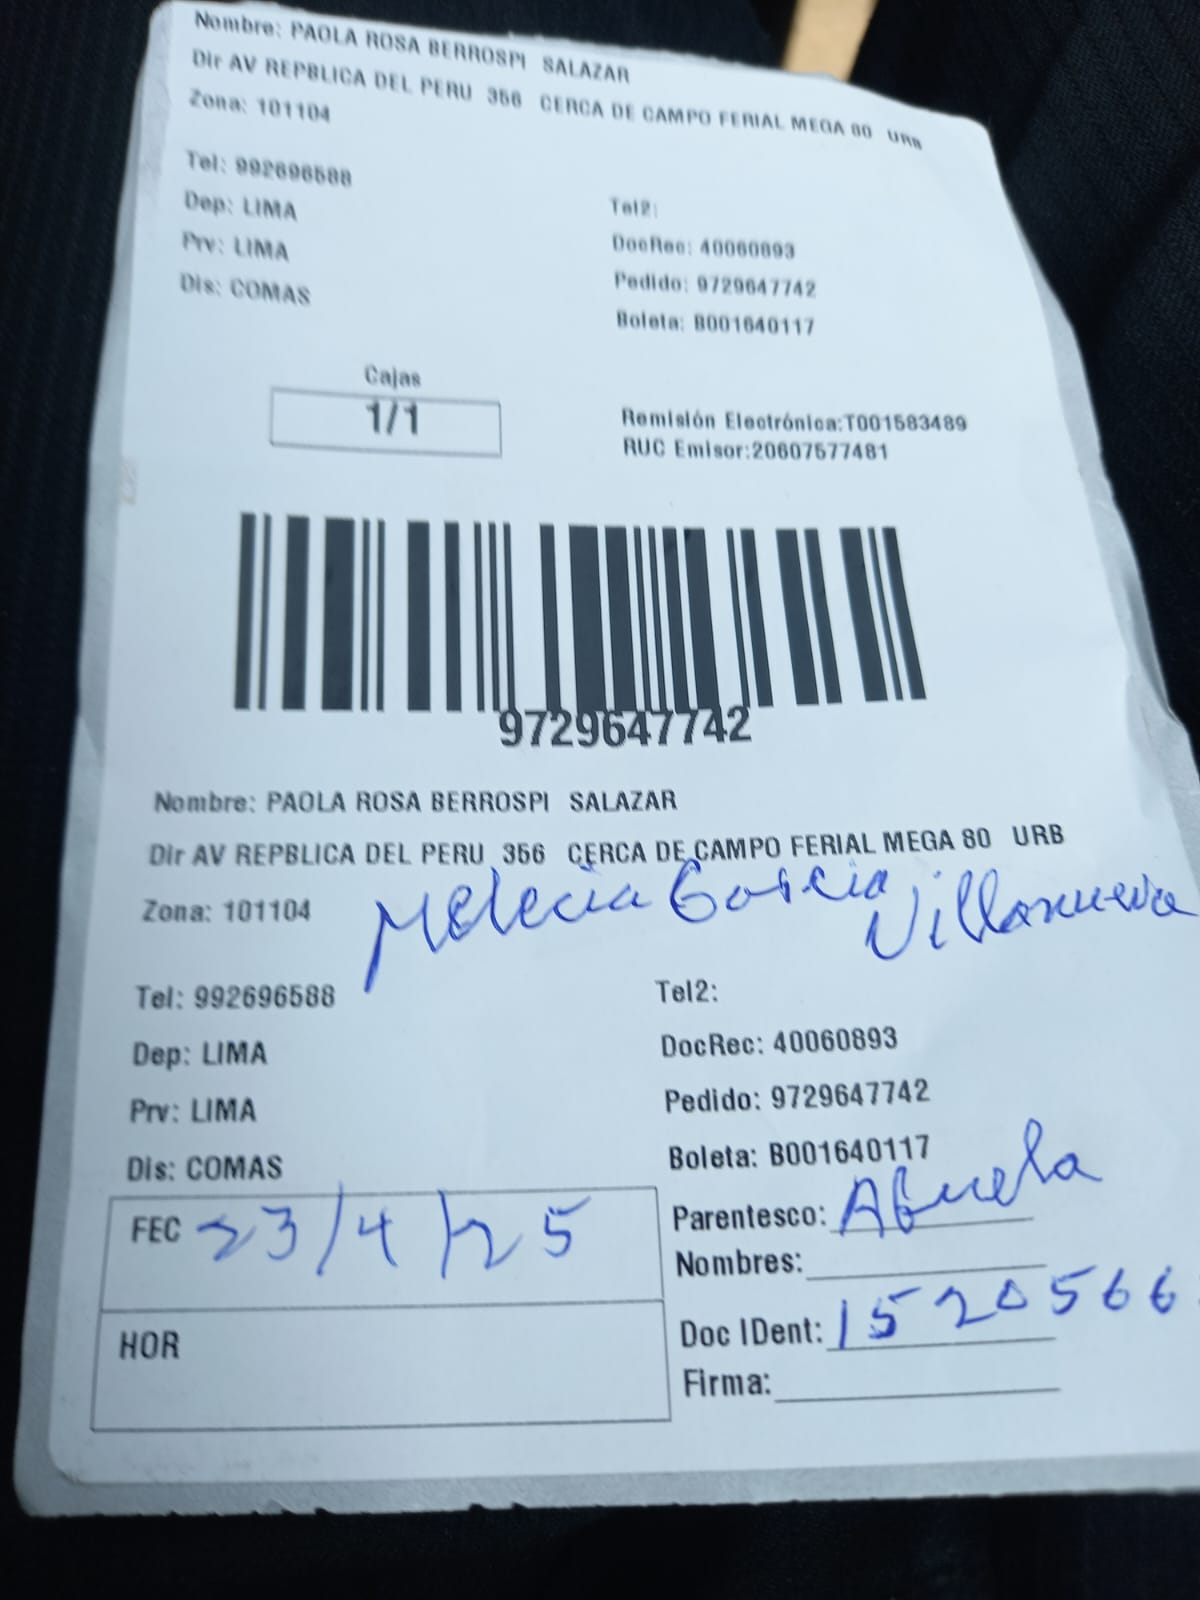 Nombre: PAOLA ROSA BERROSPI SALAZAR
Dir AV REPBLICA DEL PERU 356 CERCA DE CAMPO FERIAL MEGA 80 URB
Zona: 101104
Tel: 992696588
Dep: LIMA
Tel2:
Prv: LIMA
DocRec: 40060893
Dis: COMAS
Pedido: 9729647742
Boleta: B001640117
Cajas
1/1
Remisión Electrónica:T001583489
RUC Emisor:20607577481
9729647742
Nombre: PAOLA ROSA BERROSPI SALAZAR
Dir AV REPBLICA DEL PERU 356 CERCA DE CAMPO FERIAL MEGA 80 URB
Zona: 101104
Melecia Garcia Villanueva
Tel: 992696588
Tel2:
Dep: LIMA
DocRec: 40060893
Prv: LIMA
Pedido: 9729647742
Dis: COMAS
Boleta: B001640117
FEC 23/4/25
Parentesco: Abuela
Nombres:
HOR
Doc IDent: 1520566
Firma: